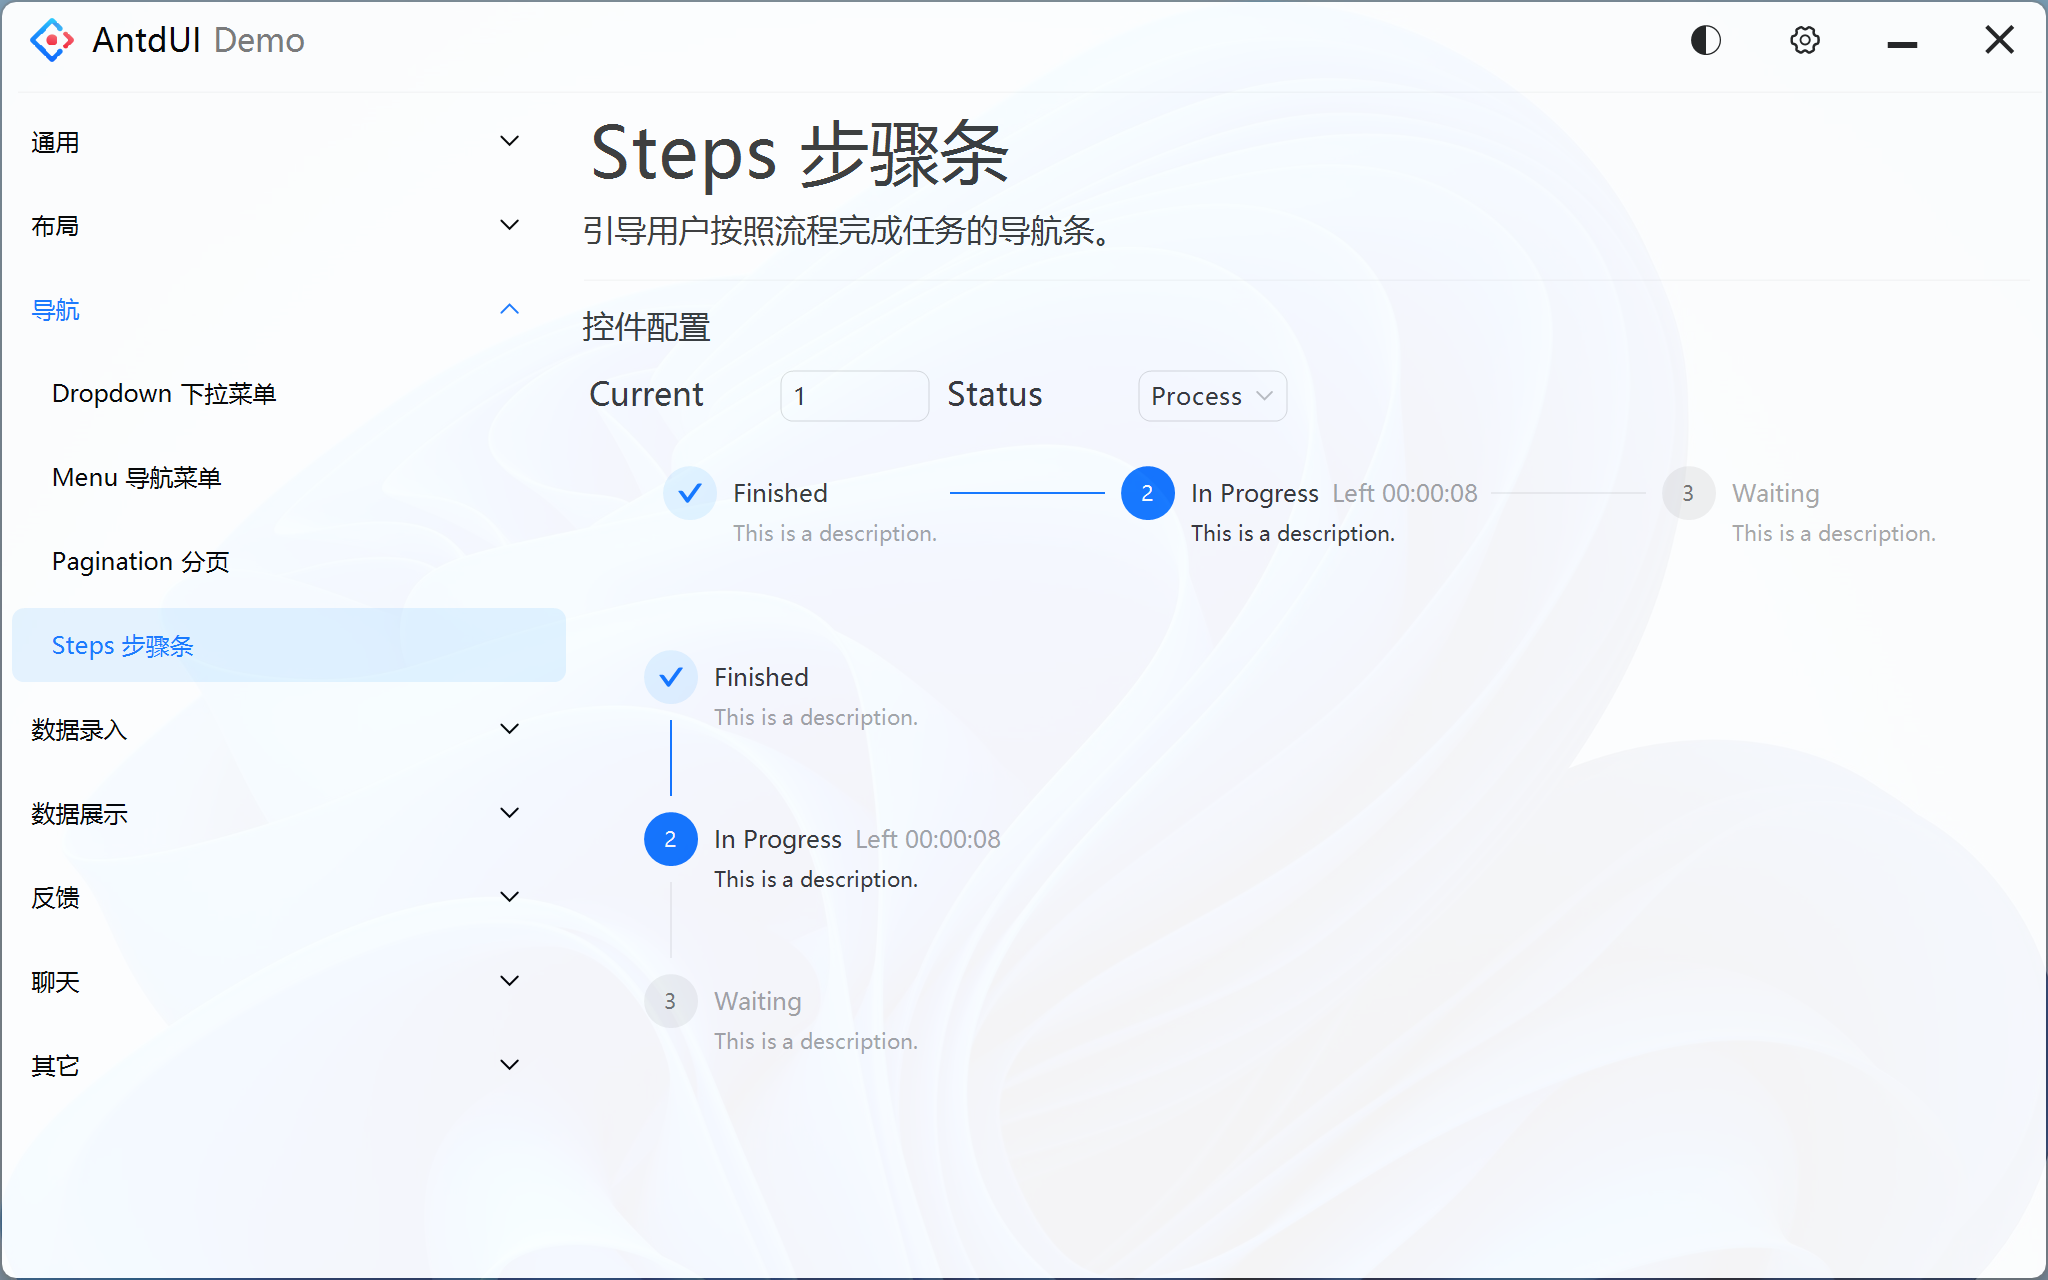 AntdUI Demo
通用
布局
导航
Dropdown 下拉菜单
Menu 导航菜单
Pagination 分页
Steps 步骤条
数据录入
数据展示
反馈
聊天
其它
Steps 步骤条
引导用户按照流程完成任务的导航条。
控件配置
Current 1 Status Process
Finished 2 In Progress Left 00:00:08 3 Waiting
This is a description. This is a description. This is a description.
Finished
This is a description.
2 In Progress Left 00:00:08
This is a description.
3 Waiting
This is a description.